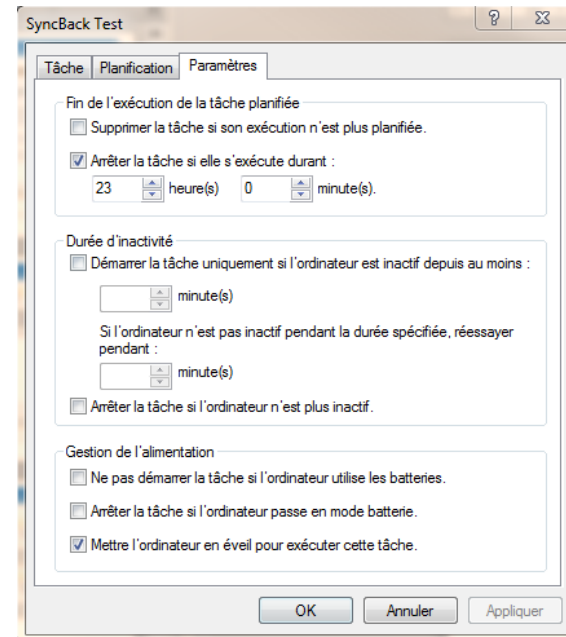 SyncBack Test
Tâche Planification Paramètres
Fin de l'exécution de la tâche planifiée
Supprimer la tâche si son exécution n'est plus planifiée.
Arrêter la tâche si elle s'exécute durant :
23 heure(s) 0 minute(s).
Durée d'inactivité
Démarrer la tâche uniquement si l'ordinateur est inactif depuis au moins :
minute(s)
Si l'ordinateur n'est pas inactif pendant la durée spécifiée, réessayer
pendant :
minute(s)
Arrêter la tâche si l'ordinateur n'est plus inactif.
Gestion de l'alimentation
Ne pas démarrer la tâche si l'ordinateur utilise les batteries.
Arrêter la tâche si l'ordinateur passe en mode batterie.
Mettre l'ordinateur en éveil pour exécuter cette tâche.
OK Annuler Appliquer